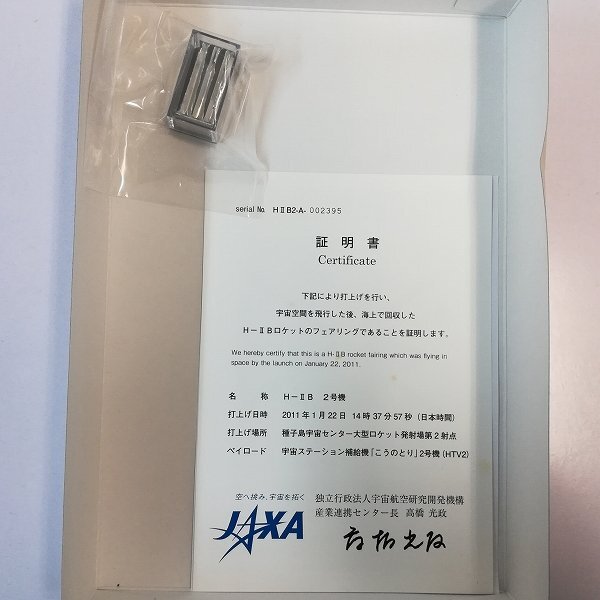 serial No. HⅡB2-A- 002395
証 明 書
Certificate
下記により打上げを行い、
宇宙空間を飛行した後、海上で回収した
H－ⅡBロケットのフェアリングであることを証明します。
We hereby certify that this is a H-ⅡB rocket fairing which was flying in
space by the launch on January 22, 2011.
名 称 H－ⅡB 2号機
打上げ日時 2011年1月22日 14時37分57秒（日本時間）
打上げ場所 種子島宇宙センター大型ロケット発射場第2射点
ペイロード 宇宙ステーション補給機「こうのとり」2号機（HTV2）
空へ挑み、宇宙を拓く
JAXA
独立行政法人宇宙航空研究開発機構
産業連携センター長 高橋 光政
高橋光政